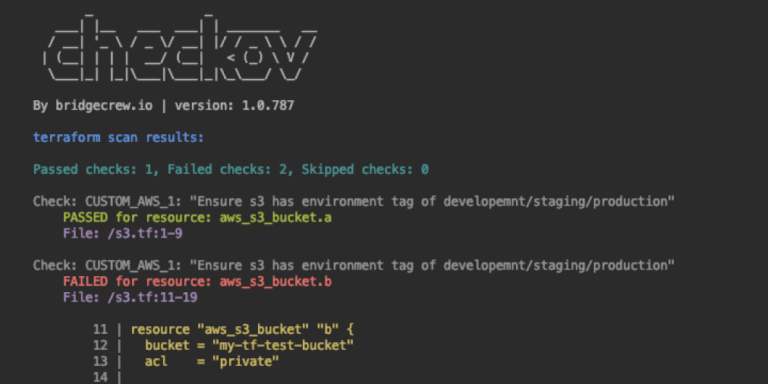 checkov
By bridgecrew.io | version: 1.0.787
terraform scan results:
Passed checks: 1, Failed checks: 2, Skipped checks: 0
Check: CUSTOM_AWS_1: "Ensure s3 has environment tag of developemnt/staging/production"
PASSED for resource: aws_s3_bucket.a
File: /s3.tf:1-9
Check: CUSTOM_AWS_1: "Ensure s3 has environment tag of developemnt/staging/production"
FAILED for resource: aws_s3_bucket.b
File: /s3.tf:11-19
11 | resource "aws_s3_bucket" "b" {
12 |   bucket = "my-tf-test-bucket"
13 |   acl    = "private"
14 |